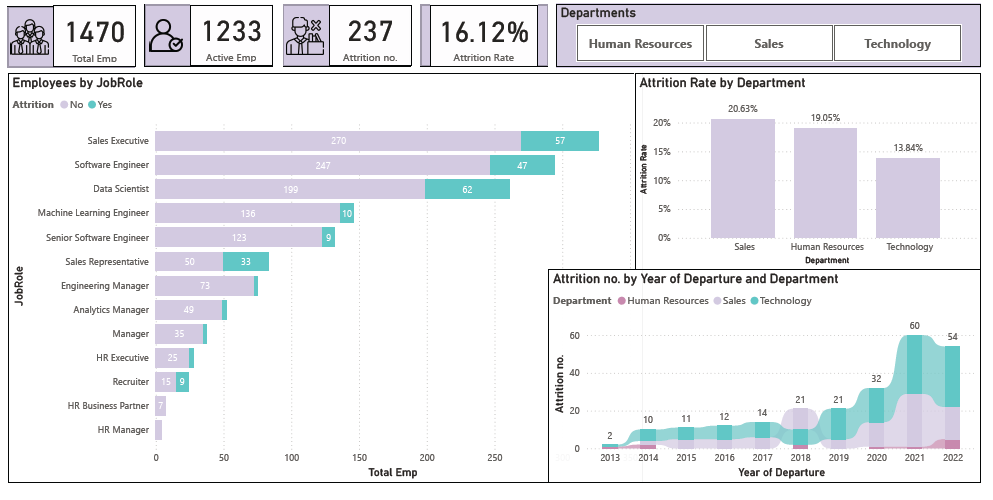 1470
Total Emp
1233
Active Emp
237
Attrition no.
16.12%
Attrition Rate
Departments
Human Resources
Sales
Technology
Employees by JobRole
Attrition No Yes
JobRole
Sales Executive 270 57
Software Engineer 247 47
Data Scientist 199 62
Machine Learning Engineer 136 10
Senior Software Engineer 123 9
Sales Representative 50 33
Engineering Manager 73
Analytics Manager 49
Manager 35
HR Executive 25
Recruiter 15 9
HR Business Partner 7
HR Manager
0 50 100 150 200 250
Total Emp
Attrition Rate by Department
Attrition Rate
20%
15%
10%
5%
0%
20.63% 19.05% 13.84%
Sales Human Resources Technology
Department
Attrition no. by Year of Departure and Department
Department Human Resources Sales Technology
Attrition no.
60
40
20
0
2 10 11 12 14 21 21 32 60 54
2013 2014 2015 2016 2017 2018 2019 2020 2021 2022
Year of Departure